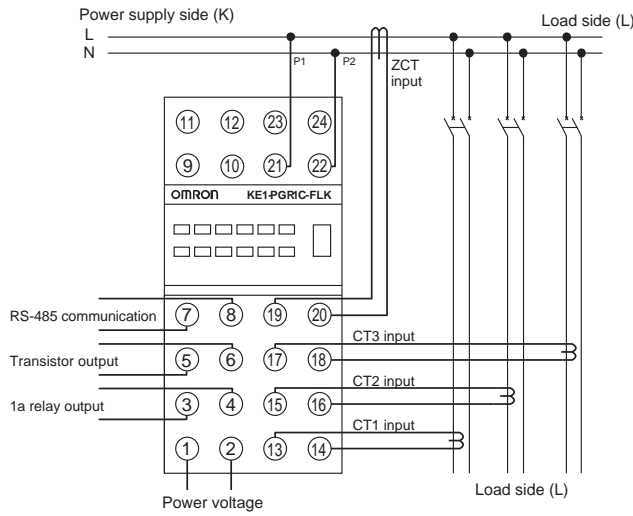 Power supply side (K)
Load side (L)
L
N
P1
P2
ZCT
input
11 12 23 24
9 10 21 22
OMRON KE1-PGR1C-FLK
RS-485 communication
7 8 19 20
CT3 input
Transistor output
5 6 17 18
CT2 input
1a relay output
3 4 15 16
CT1 input
1 2 13 14
Power voltage
Load side (L)